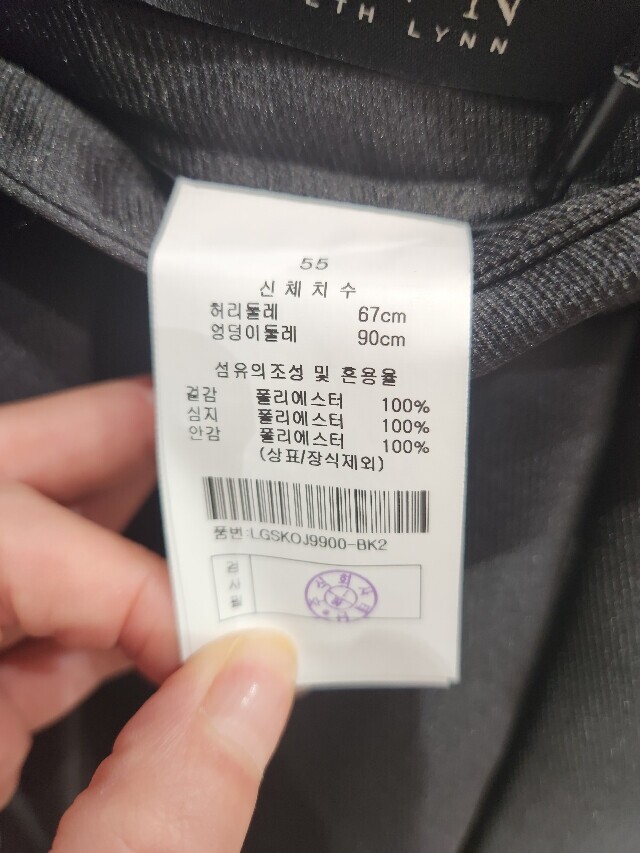 LTH LYNN
55
신체치수
허리둘레 67cm
엉덩이둘레 90cm
섬유의조성 및 혼용율
겉감 폴리에스터 100%
심지 폴리에스터 100%
안감 폴리에스터 100%
(상표/장식제외)
품번:LGSKOJ9900-BK2
검사필